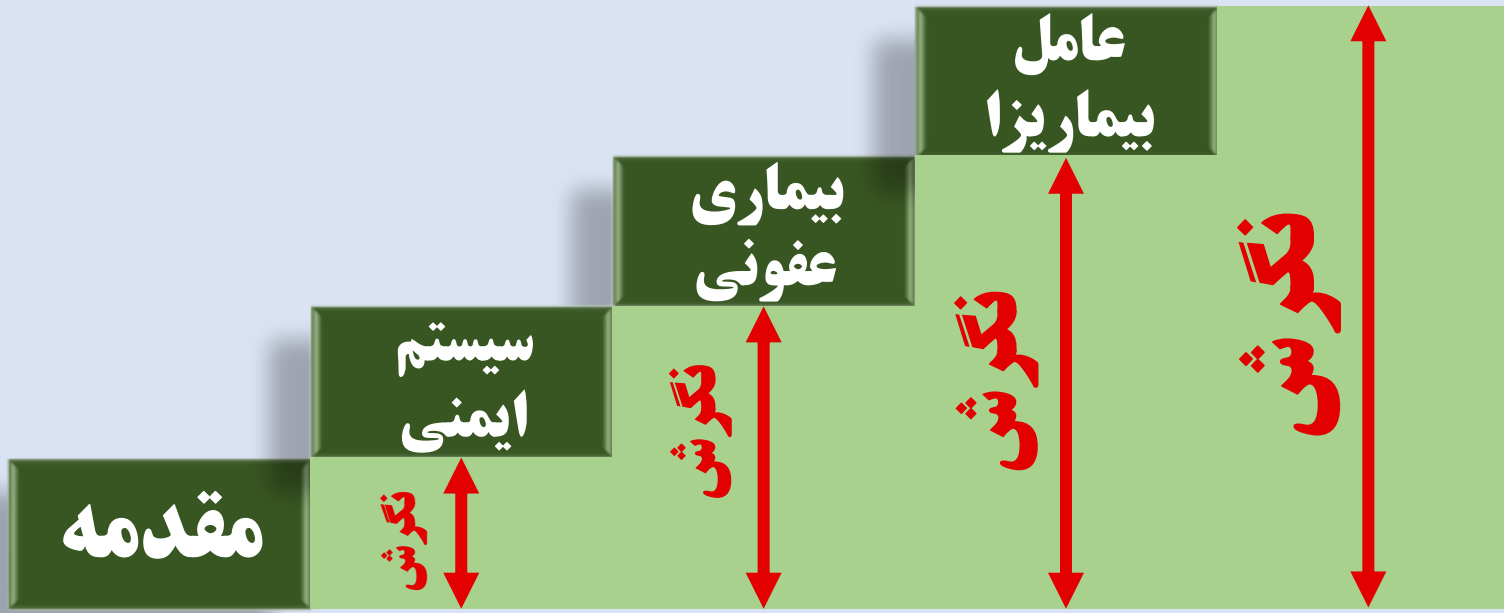 عامل
بیماریزا
بیماری
عفونی
سیستم
ایمنی
مقدمه
نگرش
نگرش
نگرش
نگرش